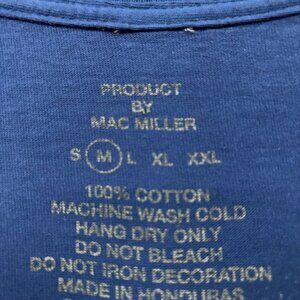 PRODUCT
BY
MAC MILLER
S M L XL XXL
100% COTTON
MACHINE WASH COLD
HANG DRY ONLY
DO NOT BLEACH
DO NOT IRON DECORATION
MADE IN HONDURAS